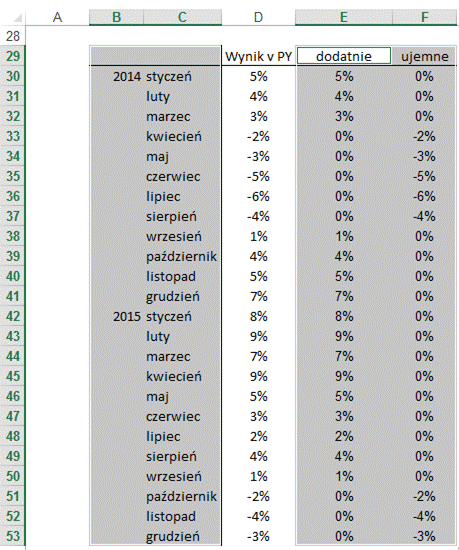 A B C D E F
28
29 Wynik v PY dodatnie ujemne
30 2014 styczeń 5% 5% 0%
31 luty 4% 4% 0%
32 marzec 3% 3% 0%
33 kwiecień -2% 0% -2%
34 maj -3% 0% -3%
35 czerwiec -5% 0% -5%
36 lipiec -6% 0% -6%
37 sierpień -4% 0% -4%
38 wrzesień 1% 1% 0%
39 październik 4% 4% 0%
40 listopad 5% 5% 0%
41 grudzień 7% 7% 0%
42 2015 styczeń 8% 8% 0%
43 luty 9% 9% 0%
44 marzec 7% 7% 0%
45 kwiecień 9% 9% 0%
46 maj 5% 5% 0%
47 czerwiec 3% 3% 0%
48 lipiec 2% 2% 0%
49 sierpień 4% 4% 0%
50 wrzesień 1% 1% 0%
51 październik -2% 0% -2%
52 listopad -4% 0% -4%
53 grudzień -3% 0% -3%